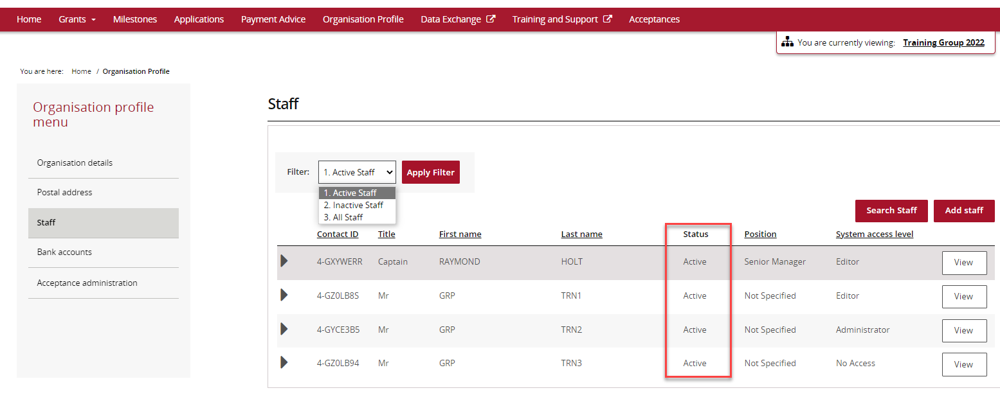 Home Grants Milestones Applications Payment Advice Organisation Profile Data Exchange Training and Support Acceptances
You are currently viewing: Training Group 2022
You are here: Home / Organisation Profile
Organisation profile
menu
Organisation details
Postal address
Staff
Bank accounts
Acceptance administration
Staff
Filter: 1. Active Staff Apply Filter
1. Active Staff
2. Inactive Staff
3. All Staff
Search Staff Add staff
Contact ID Title First name Last name Status Position System access level
4-GXYWERR Captain RAYMOND HOLT Active Senior Manager Editor View
4-GZ0LB8S Mr GRP TRN1 Active Not Specified Editor View
4-GYCE3B5 Mr GRP TRN2 Active Not Specified Administrator View
4-GZ0LB94 Mr GRP TRN3 Active Not Specified No Access View